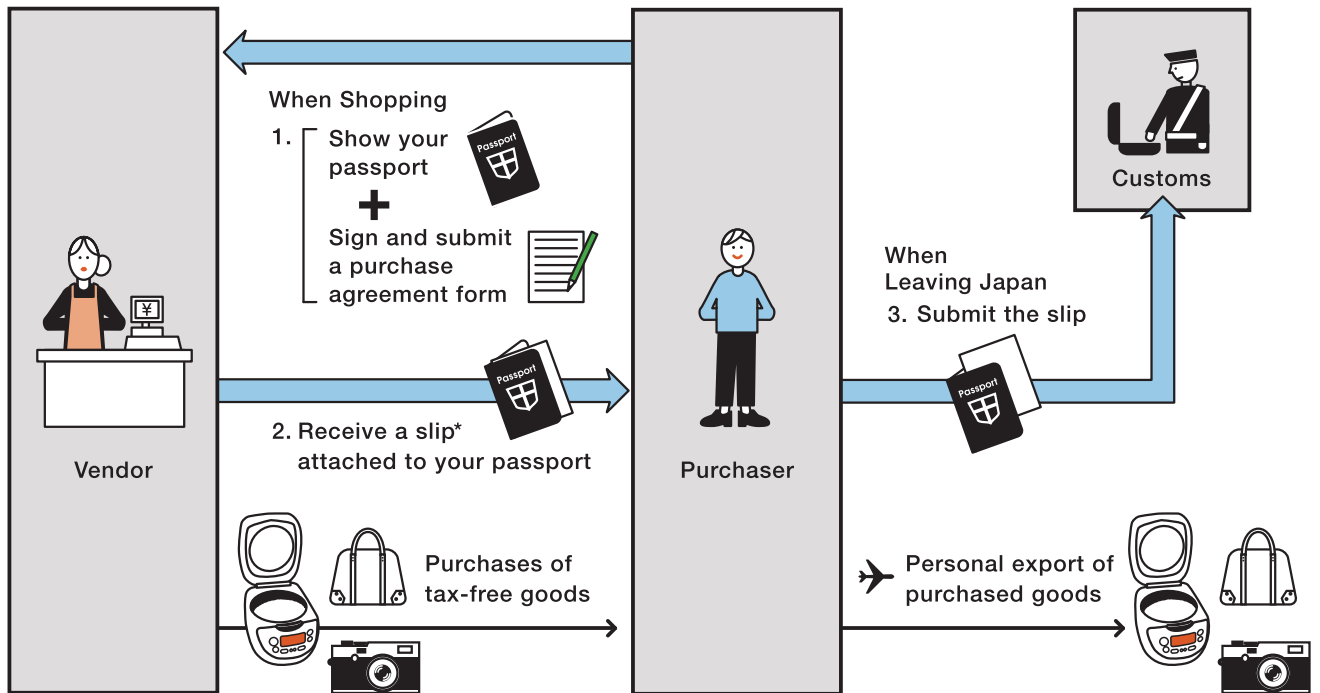 When Shopping
1. Show your
passport
+
Sign and submit
a purchase
agreement form
Passport
¥
Vendor
2. Receive a slip*
attached to your passport
Passport
Purchases of
tax-free goods
Purchaser
When
Leaving Japan
3. Submit the slip
Passport
Customs
Personal export of
purchased goods